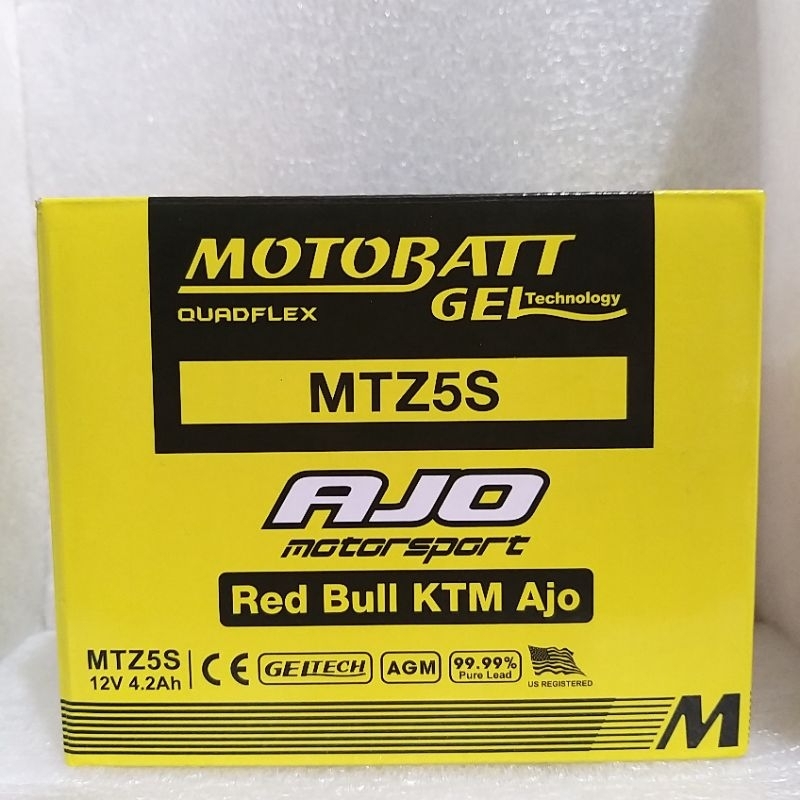 MOTOBATT
QUADFLEX
GEL Technology
MTZ5S
AJO
motorsport
Red Bull KTM Ajo
MTZ5S
12V 4.2Ah
CE
GELTECH
AGM
99.99%
Pure Lead
US REGISTERED
M